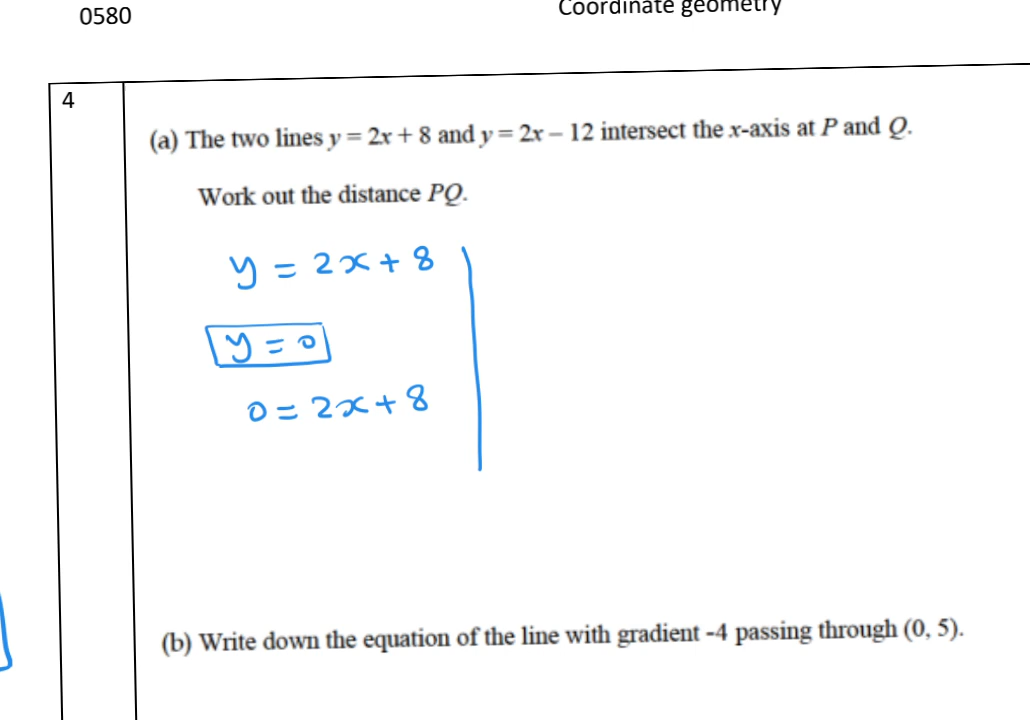 0580
Coordinate geometry
4
(a) The two lines y = 2x + 8 and y = 2x – 12 intersect the x-axis at P and Q.
Work out the distance PQ.
y = 2x + 8
y = 0
0 = 2x + 8
(b) Write down the equation of the line with gradient -4 passing through (0, 5).